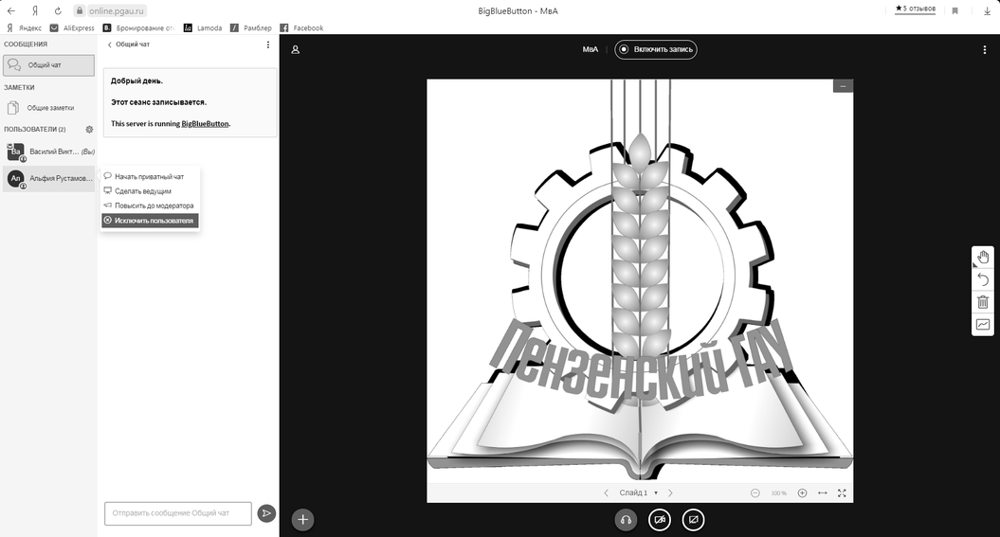 online.pgau.ru
BigBlueButton - МвА
★5 отзывов
Яндекс
AliExpress
Бронирование от
Lamoda
Рамблер
Facebook
СООБЩЕНИЯ
Общий чат
ЗАМЕТКИ
Общие заметки
ПОЛЬЗОВАТЕЛИ (2)
Ва
Василий Викт... (Вы)
Ал
Альфия Рустамов...
Общий чат
Добрый день.
Этот сеанс записывается.
This server is running BigBlueButton.
Начать приватный чат
Сделать ведущим
Повысить до модератора
Исключить пользователя
Отправить сообщение Общий чат
МвА
Включить запись
Пензенский ГАУ
Слайд 1
100 %